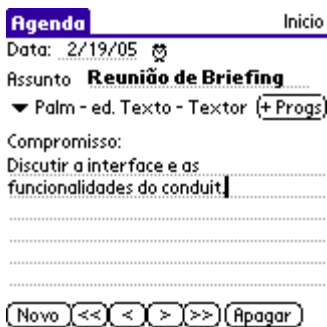 Agenda Inicio
Data: 2/19/05
Assunto Reunião de Briefing
Palm - ed. Texto - Textor + Progs
Compromisso:
Discutir a interface e as
funcionalidades do conduit.
Novo << < > >> Apagar